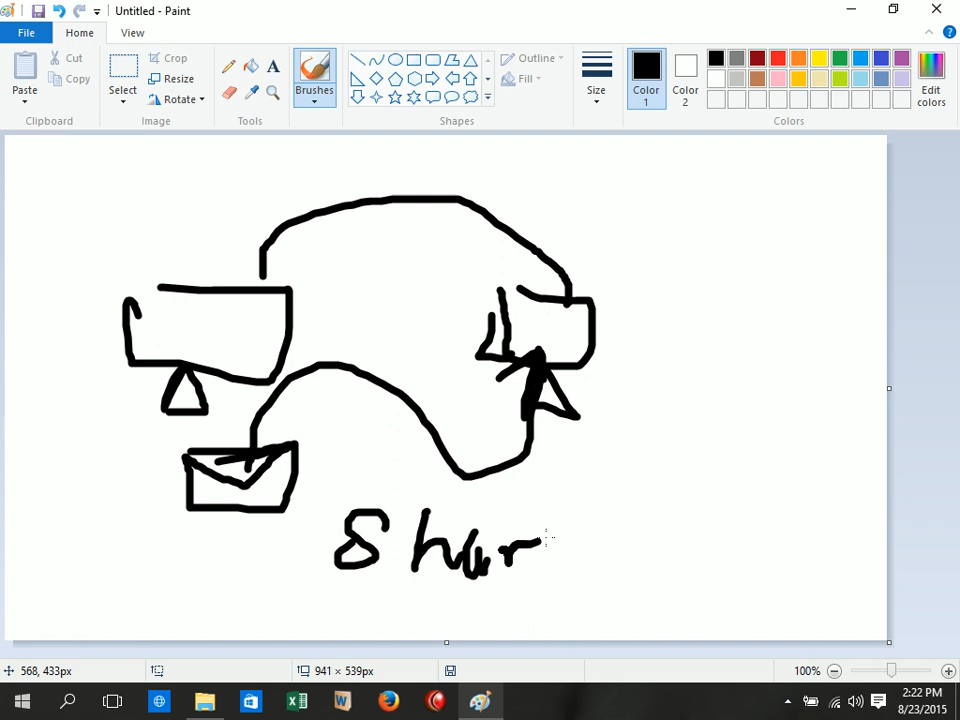 Untitled - Paint
File
Home
View
Paste
Cut
Copy
Clipboard
Select
Crop
Resize
Rotate
Image
A
Tools
Brushes
Shapes
Outline
Fill
Size
Color 1
Color 2
Edit colors
Colors
Shar
568, 433px
941 × 539px
100%
2:22 PM
8/23/2015